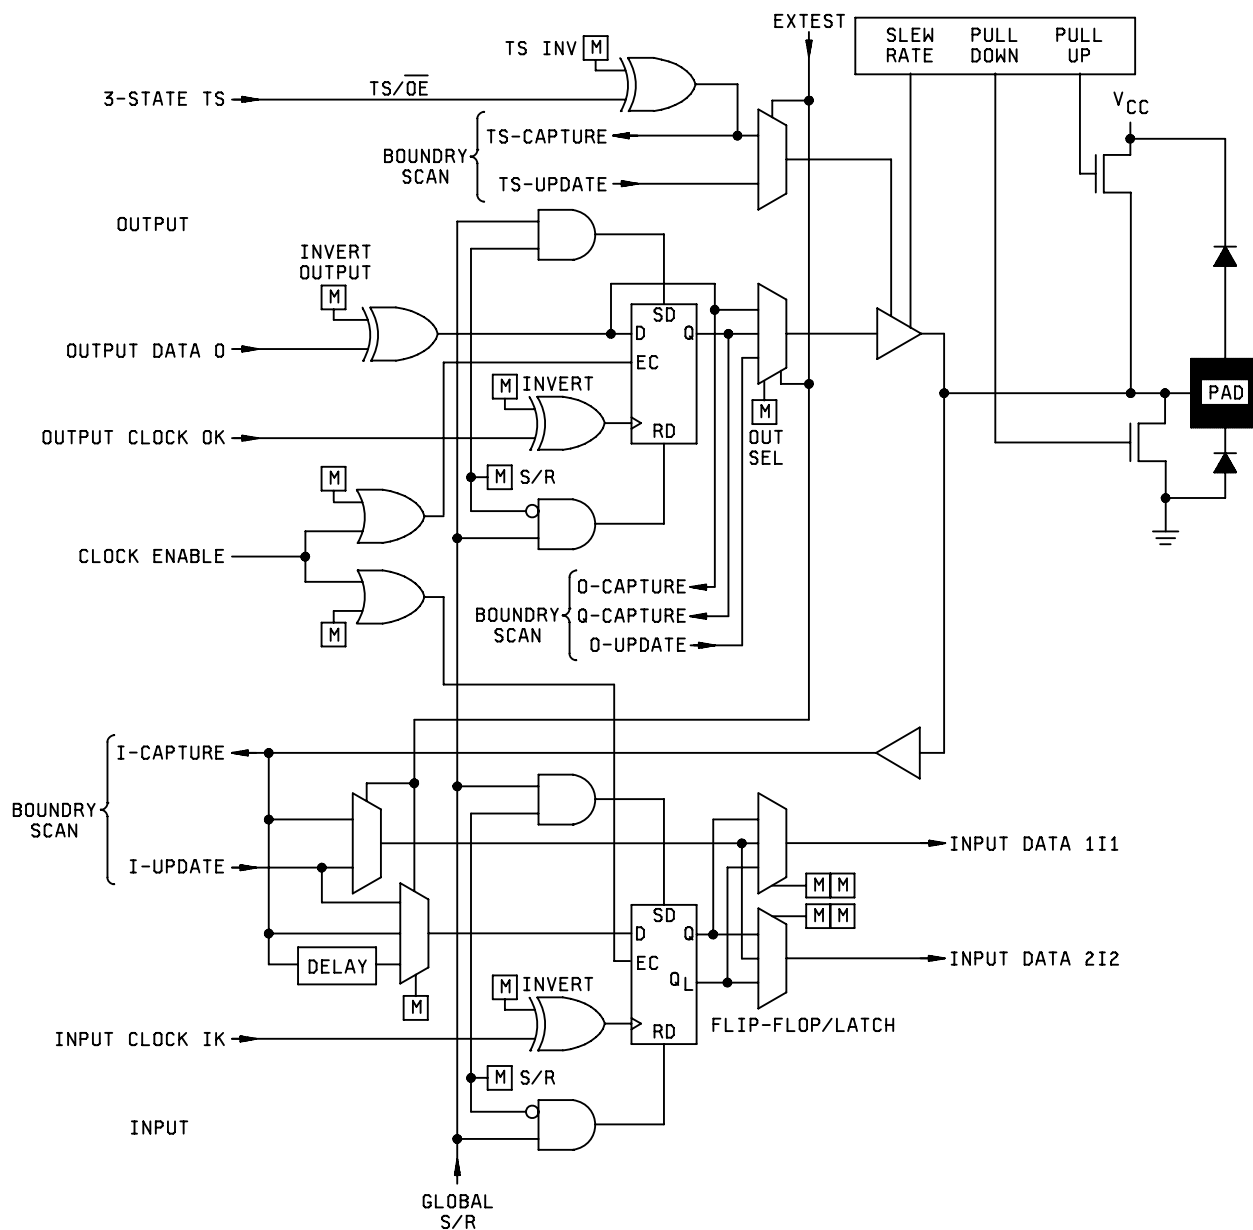 EXTEST
SLEW RATE
PULL DOWN
PULL UP
TS INV M
TS/OE
3-STATE TS
VCC
TS-CAPTURE
BOUNDRY SCAN
TS-UPDATE
OUTPUT
INVERT OUTPUT
M
SD
D
Q
OUTPUT DATA O
EC
M INVERT
PAD
M
OUT SEL
RD
OUTPUT CLOCK OK
M
M S/R
CLOCK ENABLE
O-CAPTURE
BOUNDRY SCAN
Q-CAPTURE
O-UPDATE
M
I-CAPTURE
BOUNDRY SCAN
I-UPDATE
INPUT DATA 1I1
M M
M M
SD
D
Q
DELAY
EC
INPUT DATA 2I2
QL
M
M INVERT
FLIP-FLOP/LATCH
RD
INPUT CLOCK IK
M S/R
INPUT
GLOBAL
S/R